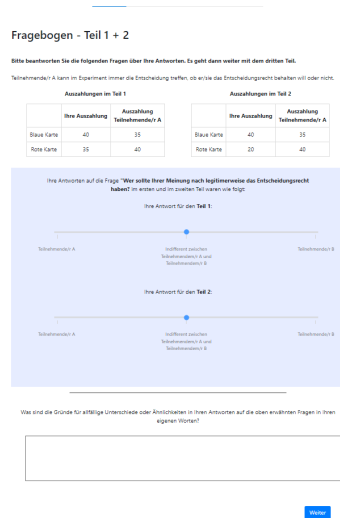 Fragebogen - Teil 1 + 2
Bitte beantworten Sie die folgenden Fragen über Ihre Antworten. Es geht dann weiter mit dem dritten Teil.
Teilnehmende/r A kann im Experiment immer die Entscheidung treffen, ob er/sie das Entscheidungsrecht behalten will oder nicht.
Auszahlungen im Teil 1
Ihre Auszahlung Auszahlung Teilnehmende/r A
Blaue Karte 40 35
Rote Karte 35 40
Auszahlungen im Teil 2
Ihre Auszahlung Auszahlung Teilnehmende/r A
Blaue Karte 40 35
Rote Karte 20 40
Ihre Antworten auf die Frage "Wer sollte Ihrer Meinung nach legitimerweise das Entscheidungsrecht
haben? im ersten und im zweiten Teil waren wie folgt:
Ihre Antwort für den Teil 1:
Teilnehmende/r A
Indifferent zwischen
Teilnehmendem/r A und
Teilnehmendem/r B
Teilnehmende/r B
Ihre Antwort für den Teil 2:
Teilnehmende/r A
Indifferent zwischen
Teilnehmendem/r A und
Teilnehmendem/r B
Teilnehmende/r B
Was sind die Gründe für allfällige Unterschiede oder Ähnlichkeiten in Ihren Antworten auf die oben erwähnten Fragen in Ihren
eigenen Worten?
Weiter